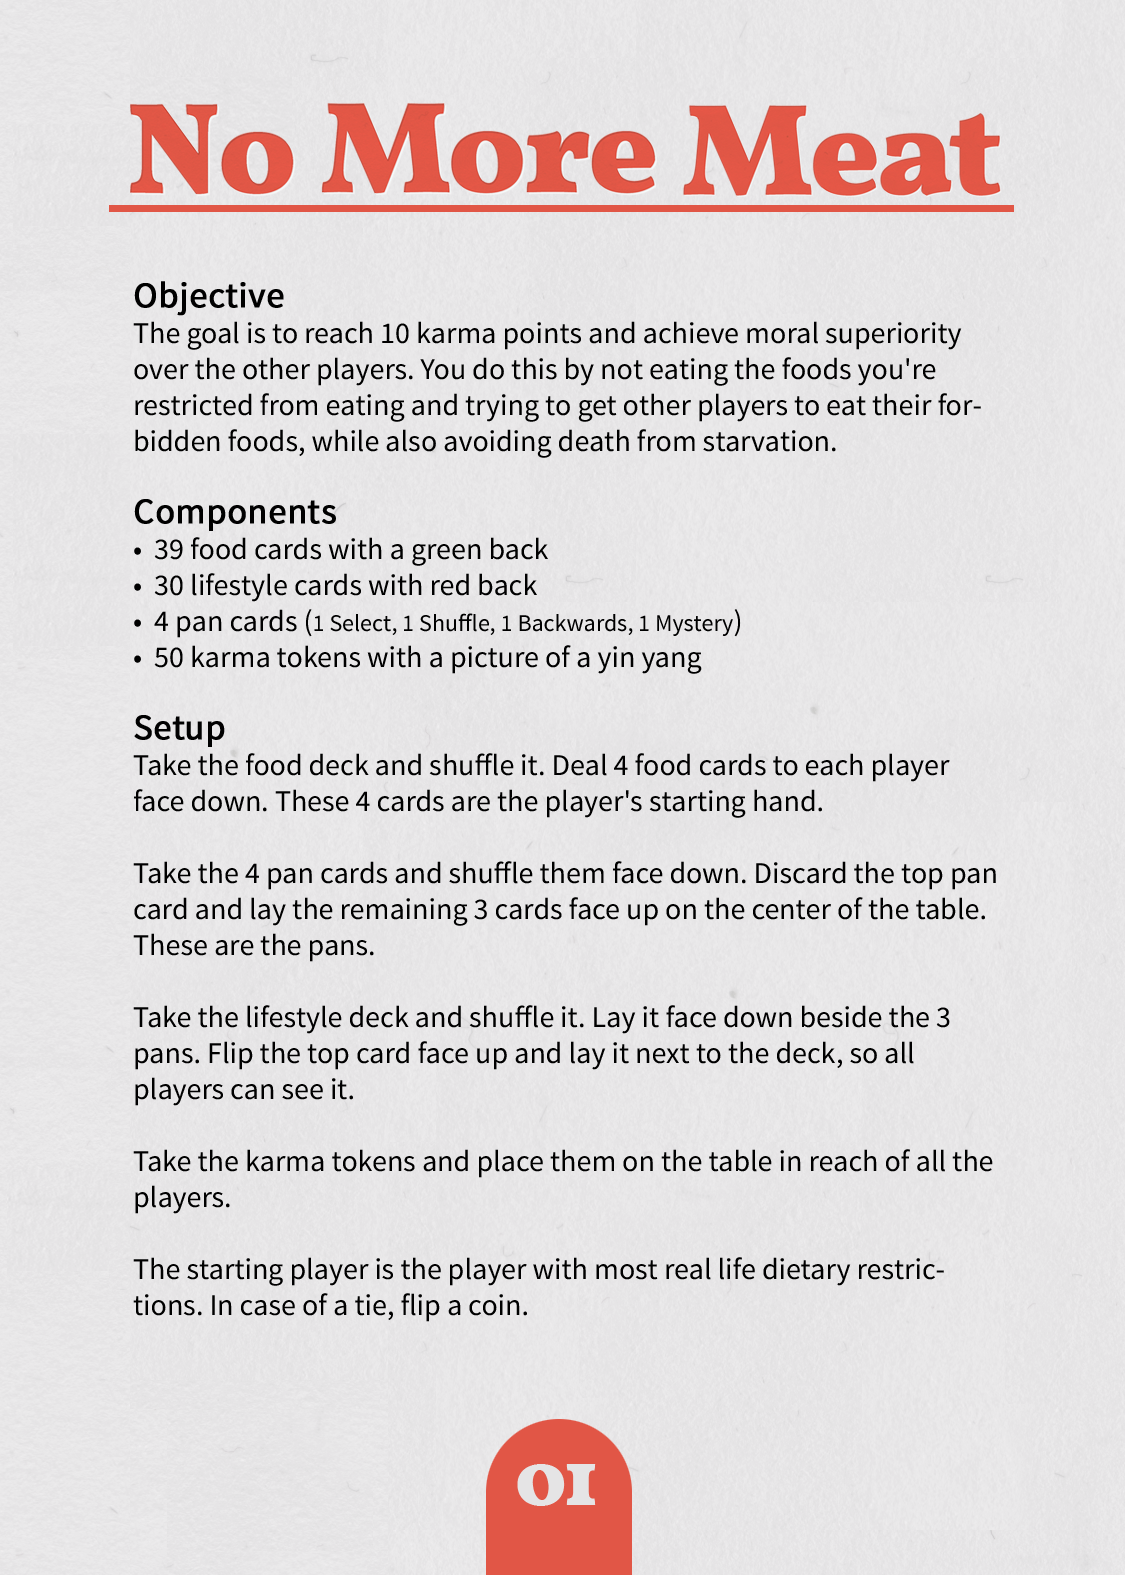 No More Meat
Objective
The goal is to reach 10 karma points and achieve moral superiority
over the other players. You do this by not eating the foods you're
restricted from eating and trying to get other players to eat their for-
bidden foods, while also avoiding death from starvation.
Components
• 39 food cards with a green back
• 30 lifestyle cards with red back
• 4 pan cards (1 Select, 1 Shuffle, 1 Backwards, 1 Mystery)
• 50 karma tokens with a picture of a yin yang
Setup
Take the food deck and shuffle it. Deal 4 food cards to each player
face down. These 4 cards are the player's starting hand.
Take the 4 pan cards and shuffle them face down. Discard the top pan
card and lay the remaining 3 cards face up on the center of the table.
These are the pans.
Take the lifestyle deck and shuffle it. Lay it face down beside the 3
pans. Flip the top card face up and lay it next to the deck, so all
players can see it.
Take the karma tokens and place them on the table in reach of all the
players.
The starting player is the player with most real life dietary restric-
tions. In case of a tie, flip a coin.
01